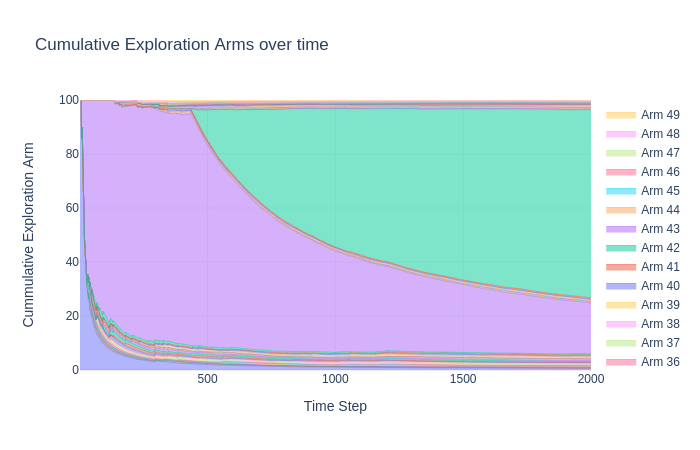 Cumulative Exploration Arms over time
Cummulative Exploration Arm
100
80
60
40
20
0
500
1000
1500
2000
Time Step
Arm 49
Arm 48
Arm 47
Arm 46
Arm 45
Arm 44
Arm 43
Arm 42
Arm 41
Arm 40
Arm 39
Arm 38
Arm 37
Arm 36